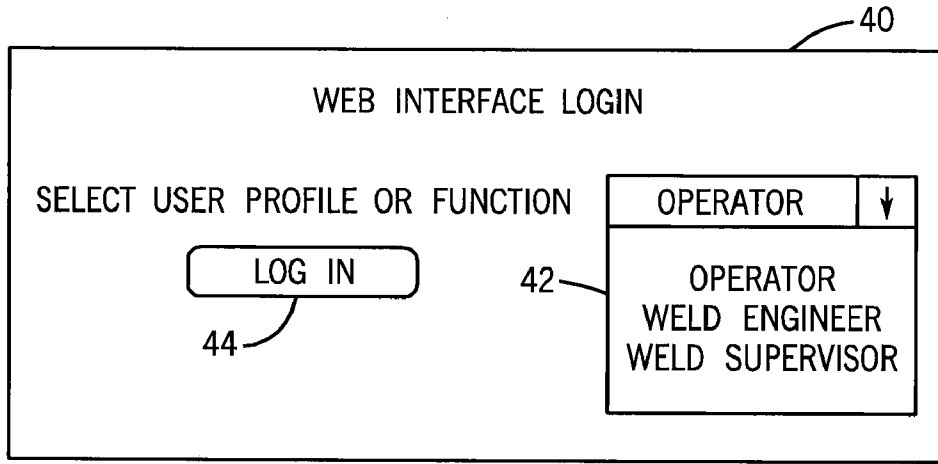 40
WEB INTERFACE LOGIN
SELECT USER PROFILE OR FUNCTION
OPERATOR
LOG IN
44
42
OPERATOR
WELD ENGINEER
WELD SUPERVISOR